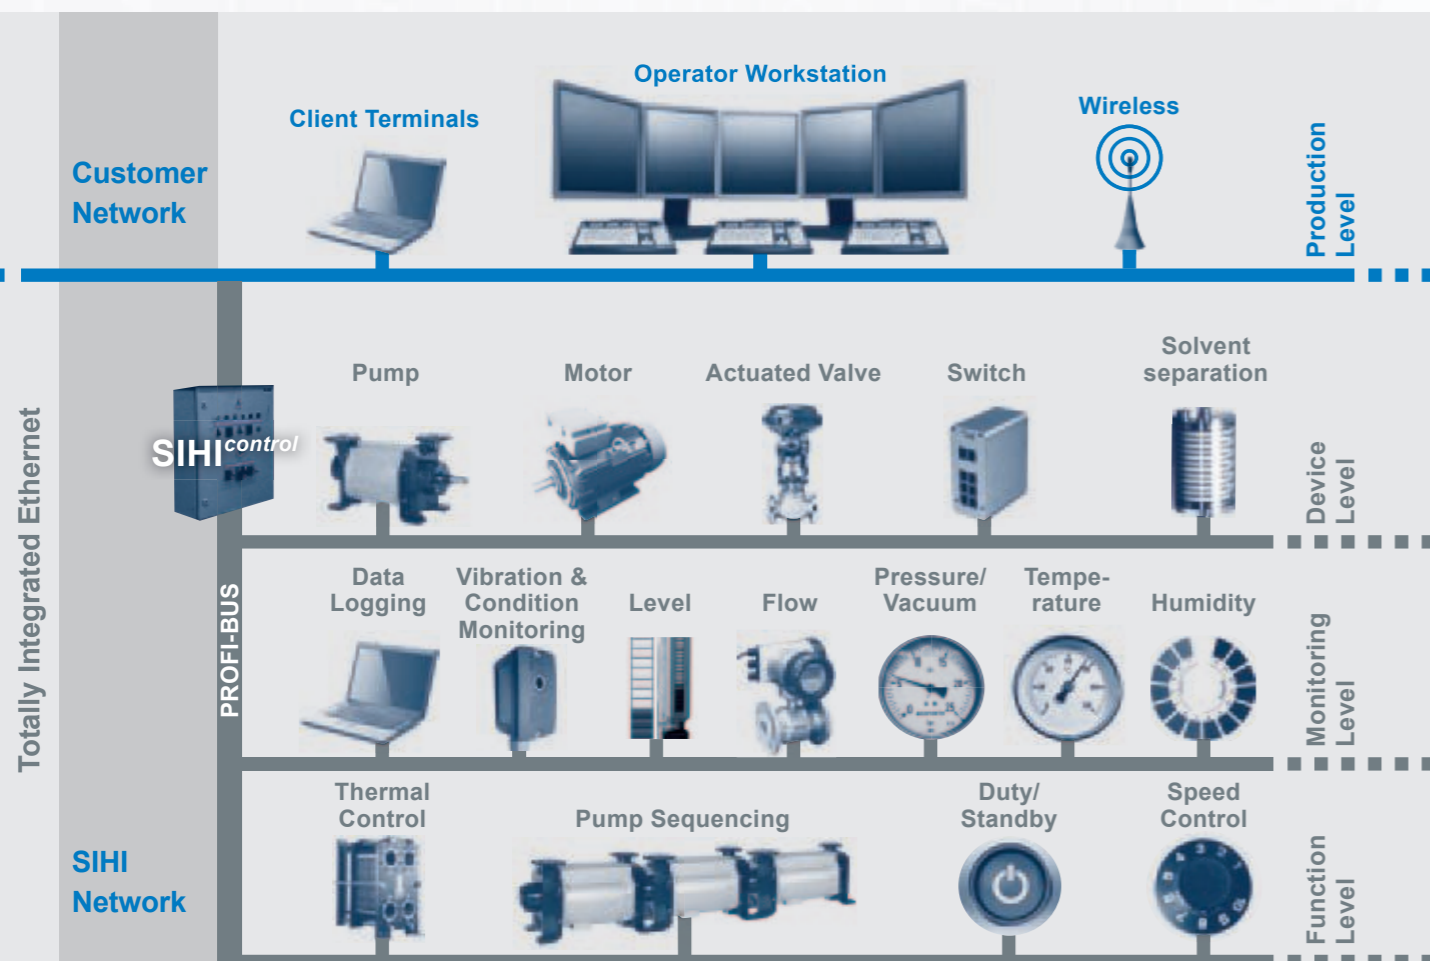 Operator Workstation
Client Terminals
Wireless
Customer
Network
Production
Level
Totally Integrated Ethernet
SIHI control
PROFI-BUS
Pump
Motor
Actuated Valve
Switch
Solvent
separation
Device
Level
Data
Logging
Vibration &
Condition
Monitoring
Level
Flow
Pressure/
Vacuum
Tempe-
rature
Humidity
Monitoring
Level
SIHI
Network
Thermal
Control
Pump Sequencing
Duty/
Standby
Speed
Control
Function
Level